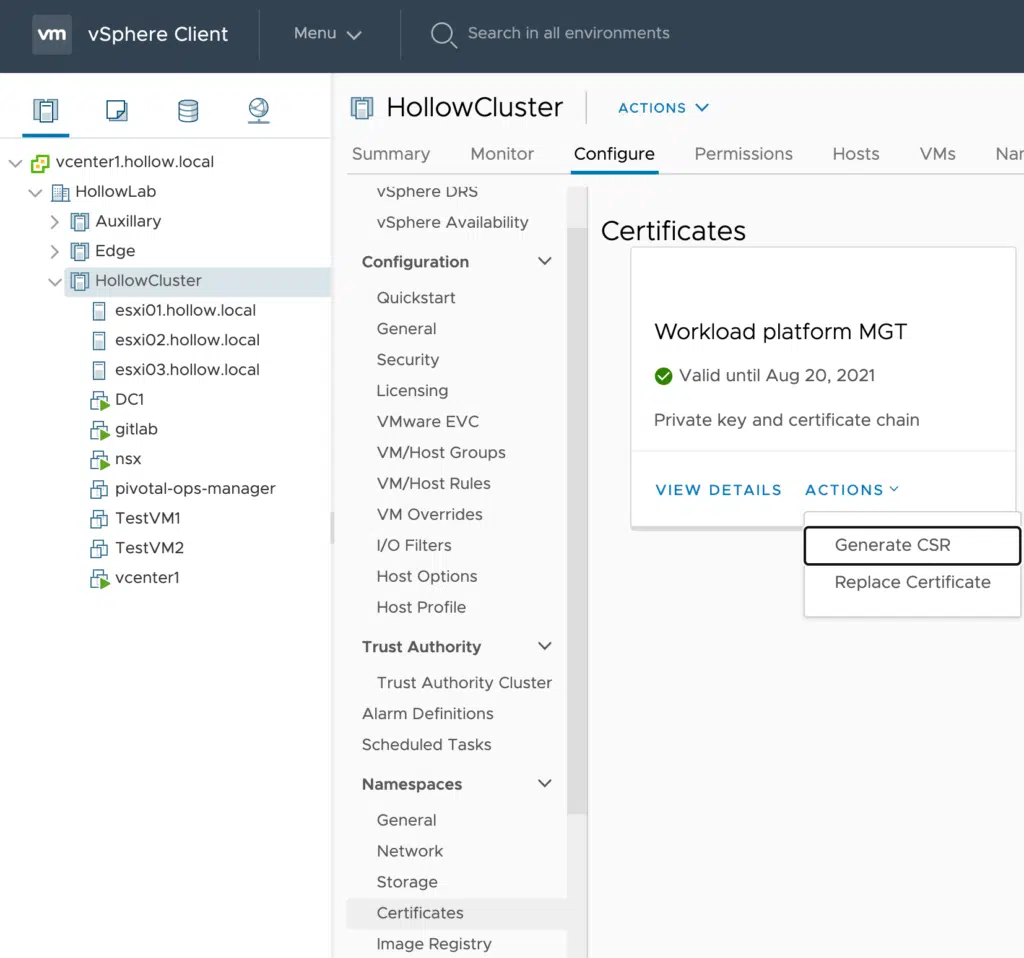 vm vSphere Client Menu Search in all environments
HollowCluster ACTIONS
Summary Monitor Configure Permissions Hosts VMs Nar
vcenter1.hollow.local
HollowLab
Auxillary
Edge
HollowCluster
esxi01.hollow.local
esxi02.hollow.local
esxi03.hollow.local
DC1
gitlab
nsx
pivotal-ops-manager
TestVM1
TestVM2
vcenter1
vSphere DRS
vSphere Availability
Configuration
Quickstart
General
Security
Licensing
VMware EVC
VM/Host Groups
VM/Host Rules
VM Overrides
I/O Filters
Host Options
Host Profile
Trust Authority
Trust Authority Cluster
Alarm Definitions
Scheduled Tasks
Namespaces
General
Network
Storage
Certificates
Image Registry
Certificates
Workload platform MGT
Valid until Aug 20, 2021
Private key and certificate chain
VIEW DETAILS ACTIONS
Generate CSR
Replace Certificate